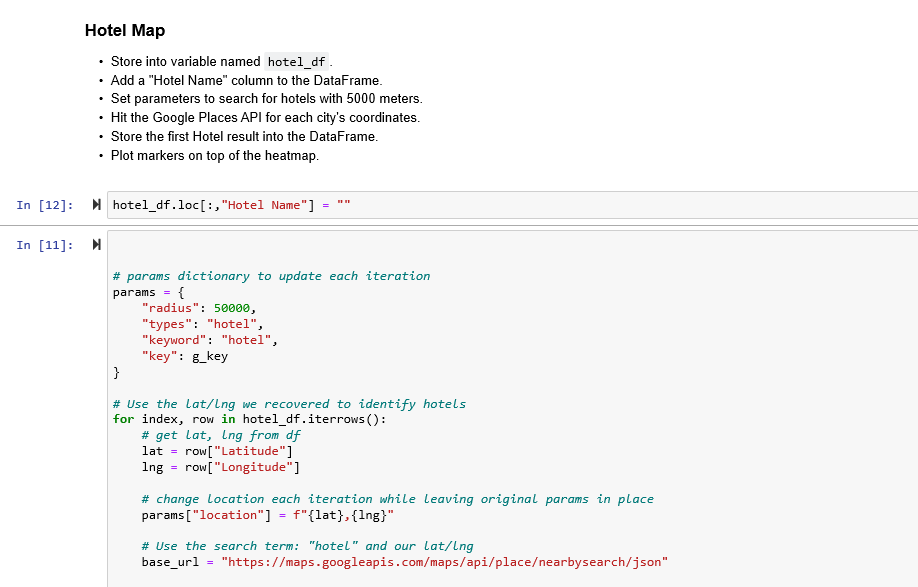 Hotel Map
• Store into variable named hotel_df.
• Add a "Hotel Name" column to the DataFrame.
• Set parameters to search for hotels with 5000 meters.
• Hit the Google Places API for each city's coordinates.
• Store the first Hotel result into the DataFrame.
• Plot markers on top of the heatmap.
In [12]: hotel_df.loc[:,"Hotel Name"] = ""
In [11]:
# params dictionary to update each iteration
params = {
    "radius": 50000,
    "types": "hotel",
    "keyword": "hotel",
    "key": g_key
}
# Use the lat/lng we recovered to identify hotels
for index, row in hotel_df.iterrows():
    # get lat, lng from df
    lat = row["Latitude"]
    lng = row["Longitude"]
    # change location each iteration while leaving original params in place
    params["location"] = f"{lat},{lng}"
    # Use the search term: "hotel" and our lat/lng
    base_url = "https://maps.googleapis.com/maps/api/place/nearbysearch/json"